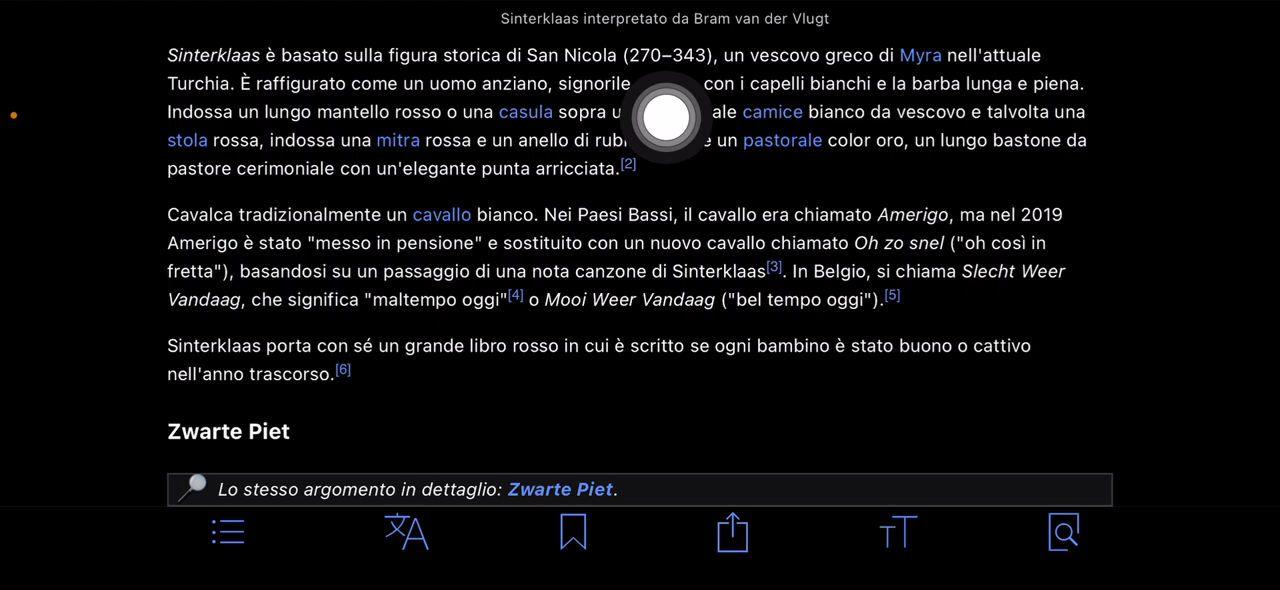 Sinterklaas interpretato da Bram van der Vlugt
Sinterklaas è basato sulla figura storica di San Nicola (270–343), un vescovo greco di Myra nell'attuale
Turchia. È raffigurato come un uomo anziano, signorile con i capelli bianchi e la barba lunga e piena.
Indossa un lungo mantello rosso o una casula sopra camice bianco da vescovo e talvolta una
stola rossa, indossa una mitra rossa e un anello di un pastorale color oro, un lungo bastone da
pastore cerimoniale con un'elegante punta arricciata.[2]
Cavalca tradizionalmente un cavallo bianco. Nei Paesi Bassi, il cavallo era chiamato Amerigo, ma nel 2019
Amerigo è stato "messo in pensione" e sostituito con un nuovo cavallo chiamato Oh zo snel ("oh così in
fretta"), basandosi su un passaggio di una nota canzone di Sinterklaas[3]. In Belgio, si chiama Slecht Weer
Vandaag, che significa "maltempo oggi"[4] o Mooi Weer Vandaag ("bel tempo oggi").[5]
Sinterklaas porta con sé un grande libro rosso in cui è scritto se ogni bambino è stato buono o cattivo
nell'anno trascorso.[6]
Zwarte Piet
Lo stesso argomento in dettaglio: Zwarte Piet.